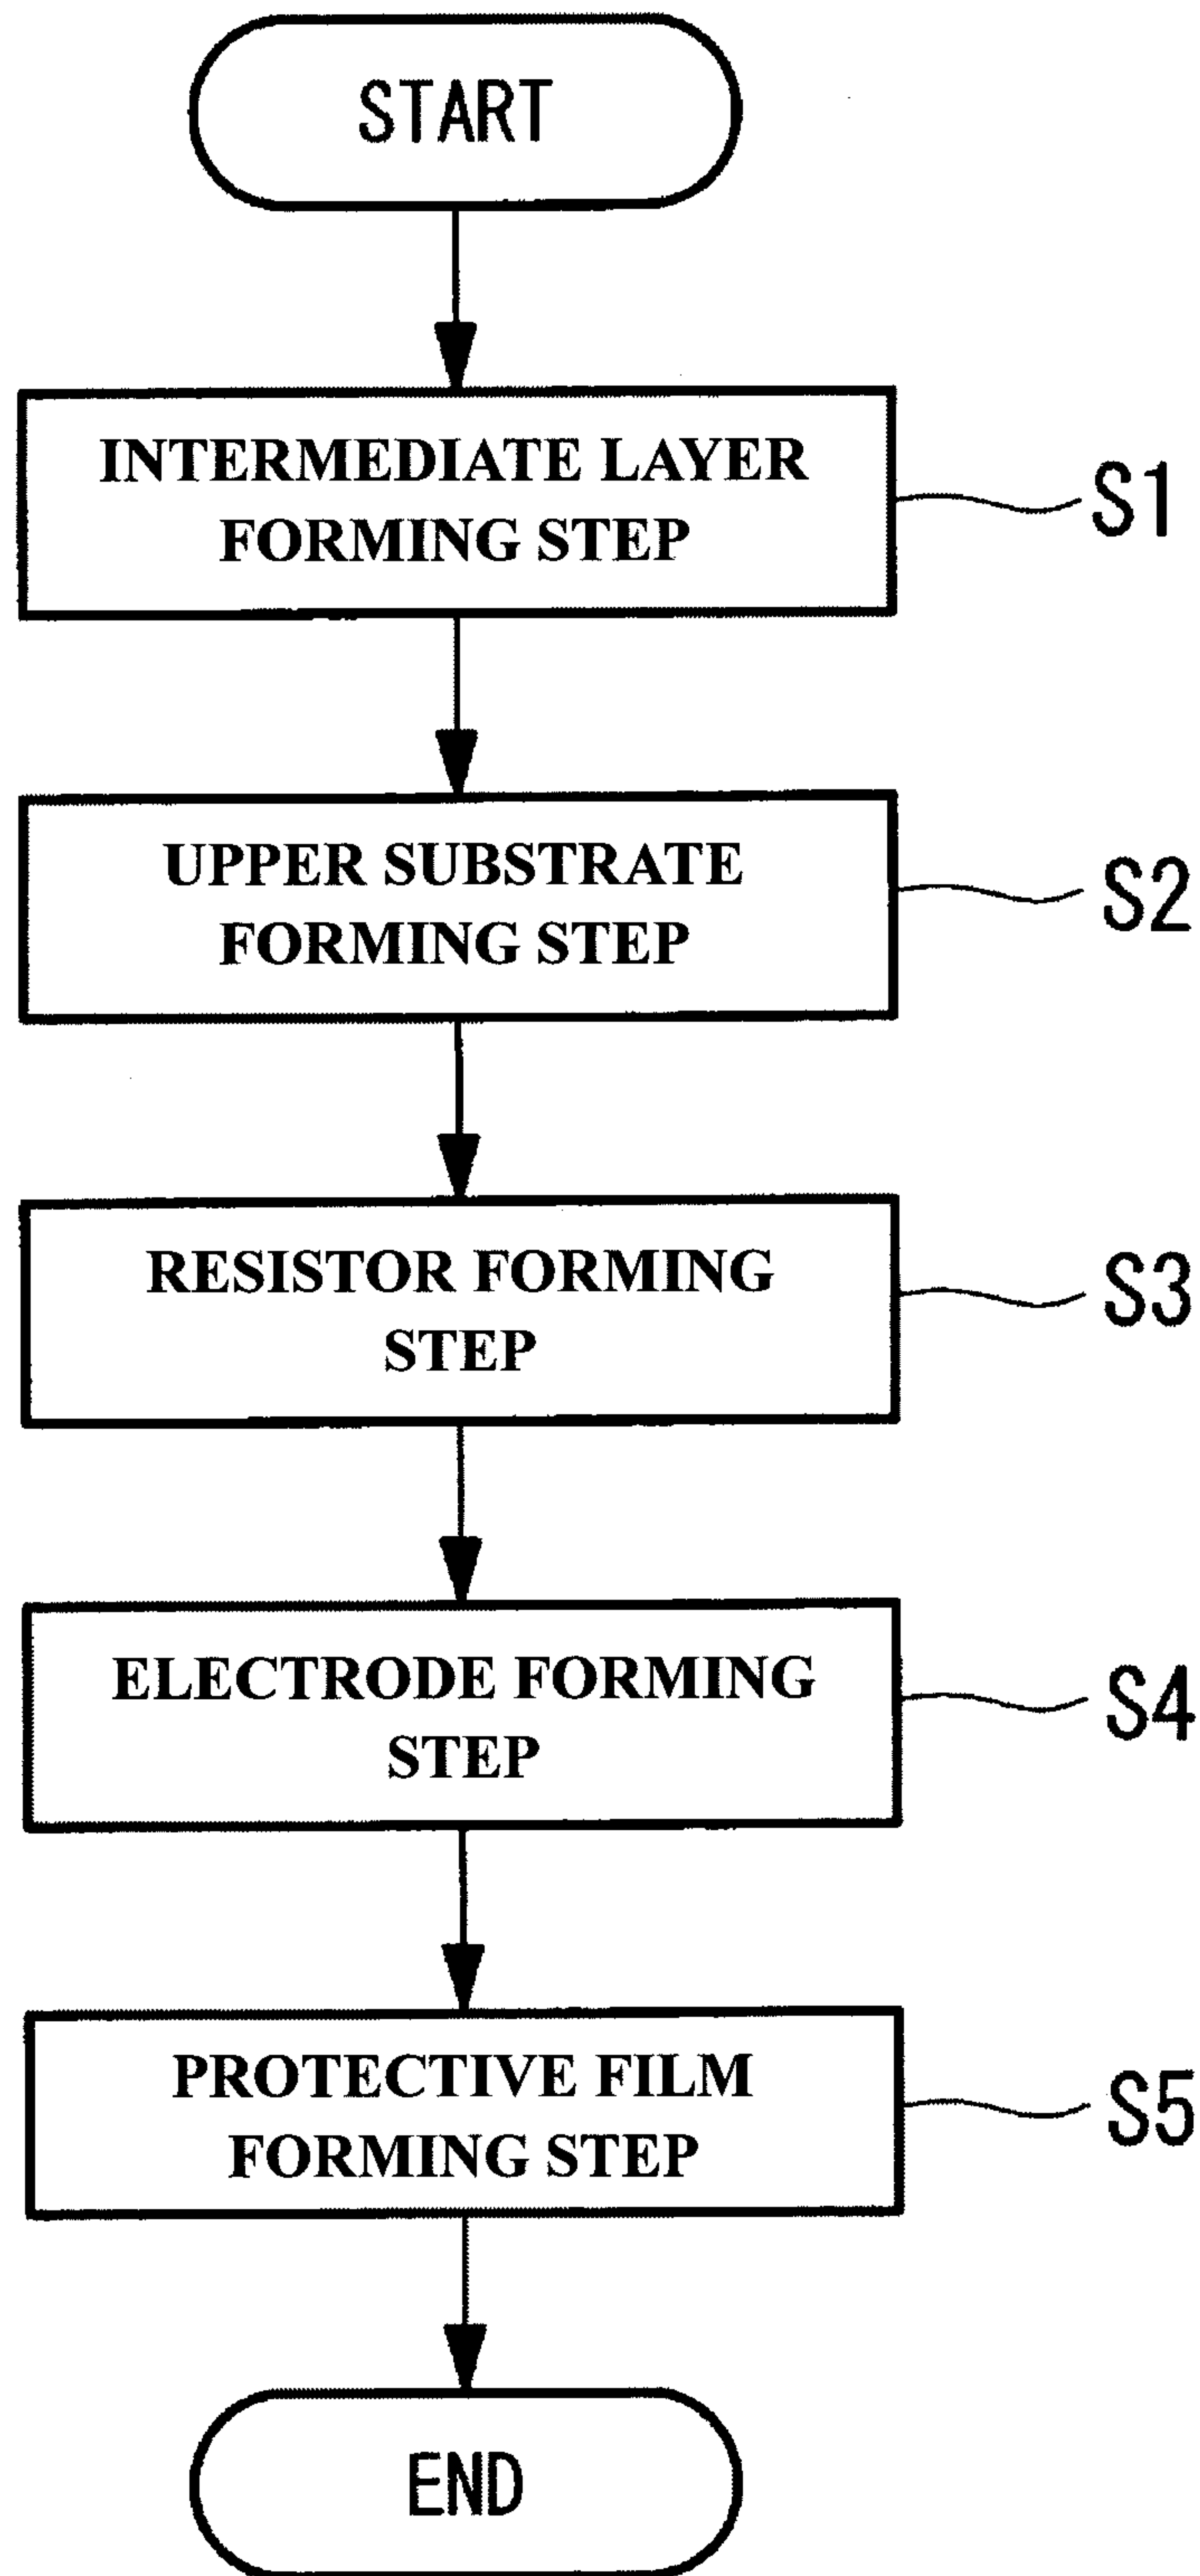 START
INTERMEDIATE LAYER
FORMING STEP
S1
UPPER SUBSTRATE
FORMING STEP
S2
RESISTOR FORMING
STEP
S3
ELECTRODE FORMING
STEP
S4
PROTECTIVE FILM
FORMING STEP
S5
END